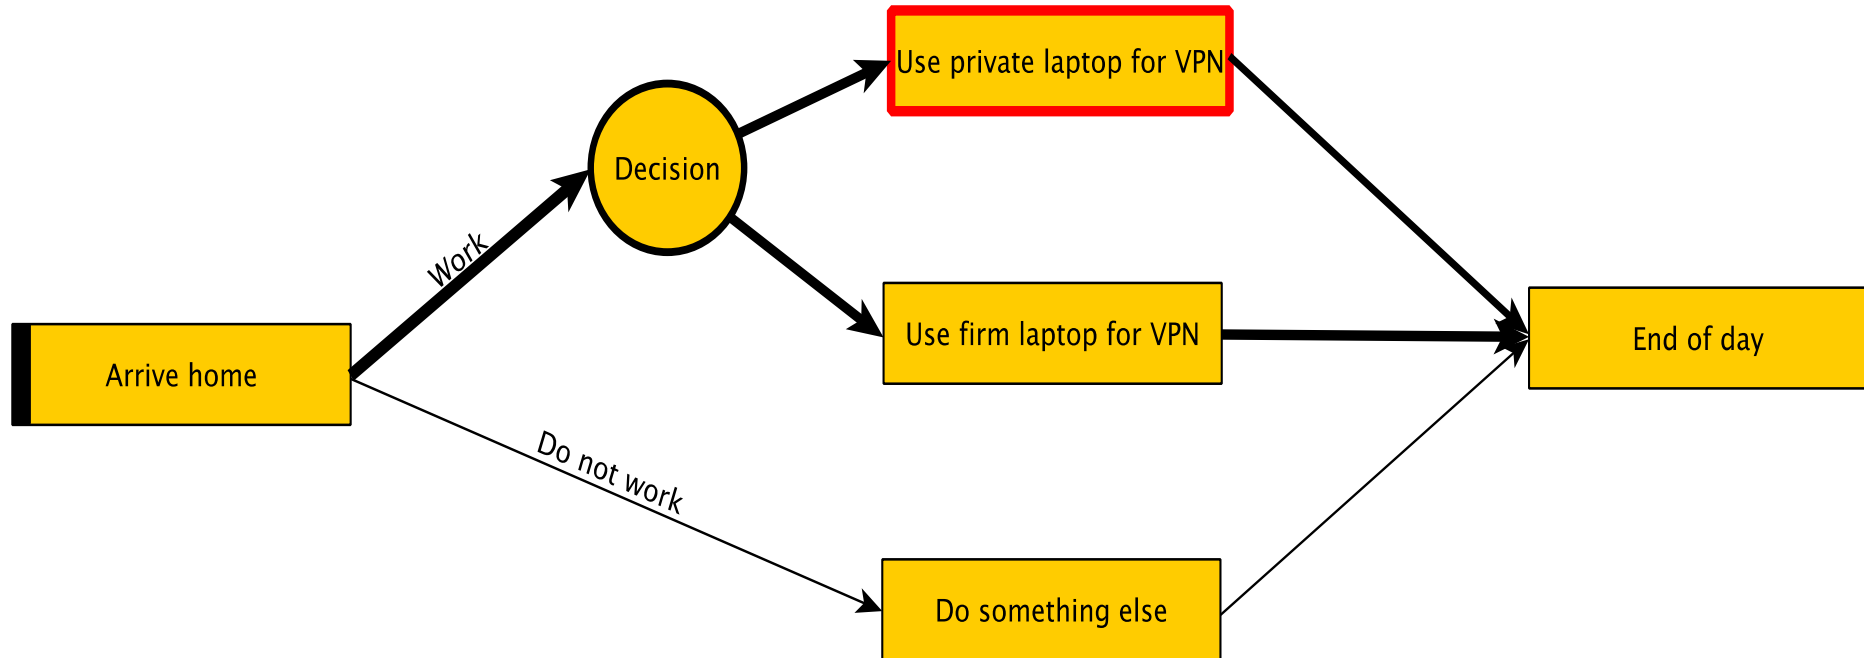 Use private laptop for VPN
Decision
Work
Use firm laptop for VPN
End of day
Arrive home
Do not work
Do something else